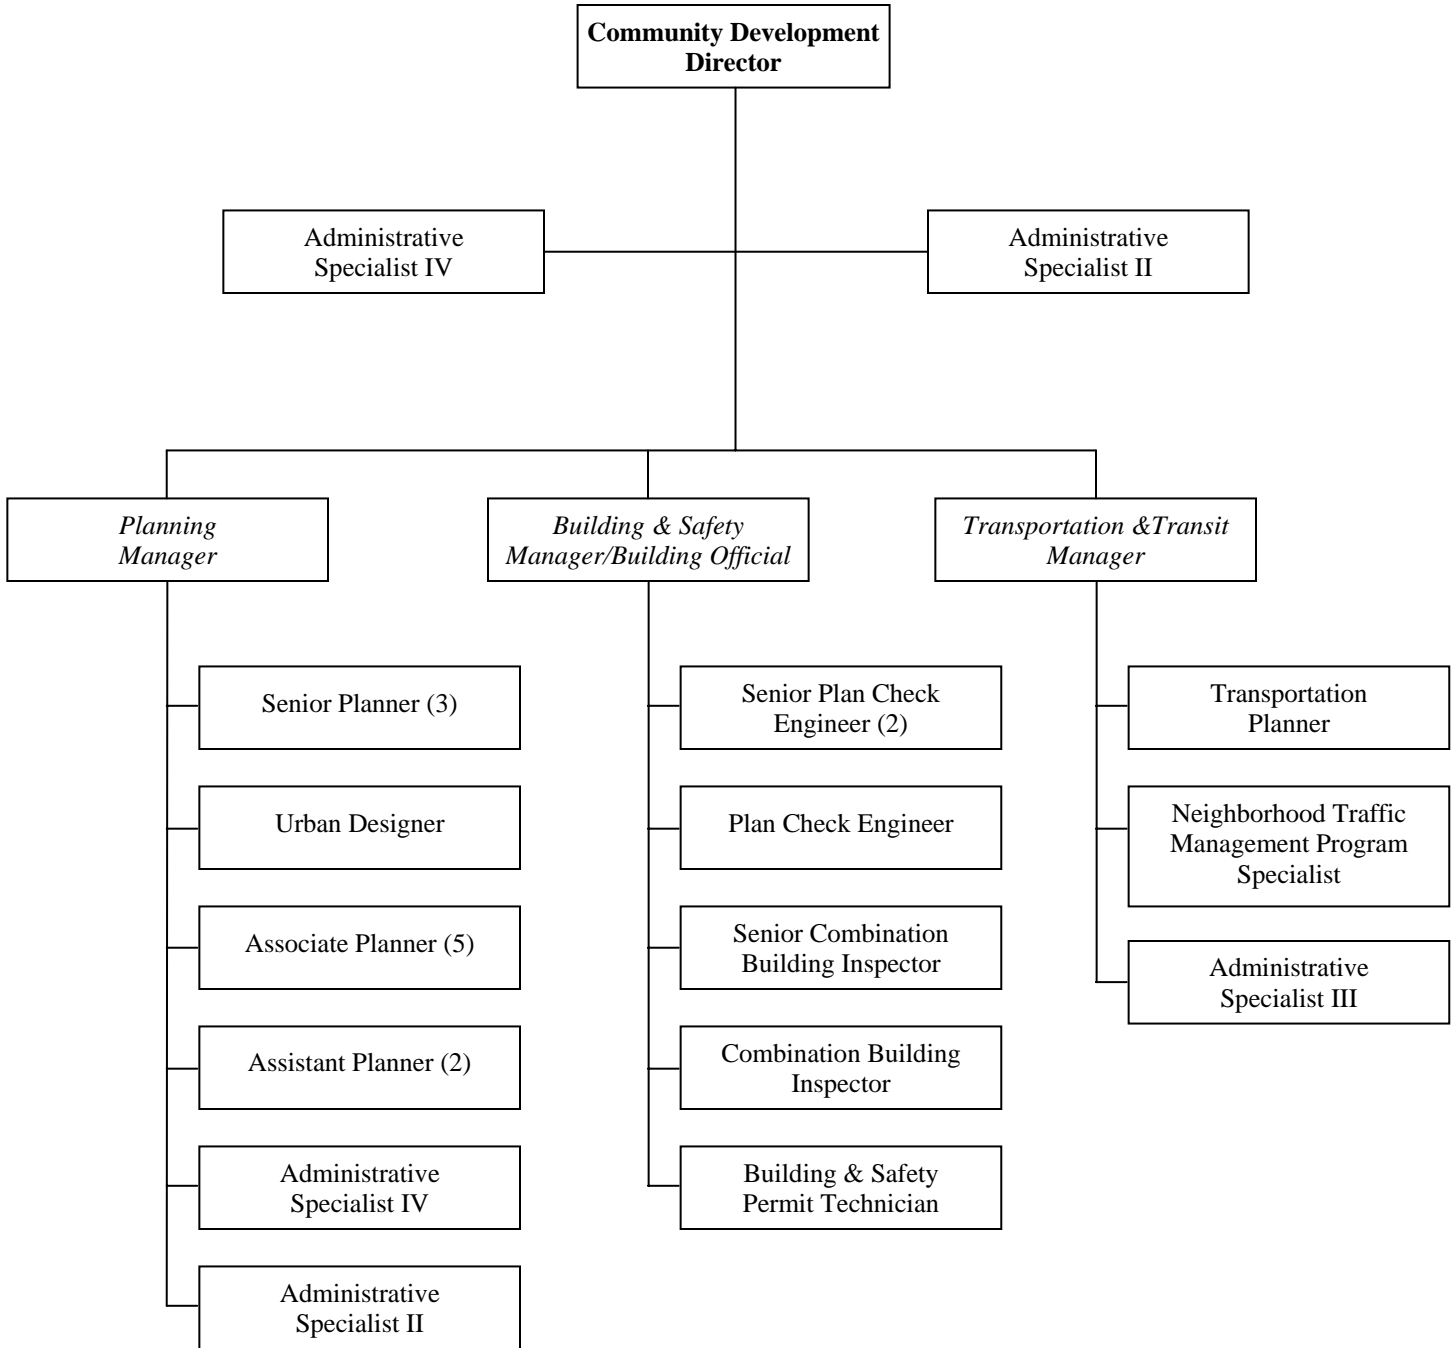 Community Development
Director
Administrative
Specialist IV
Administrative
Specialist II
Planning
Manager
Building & Safety
Manager/Building Official
Transportation &Transit
Manager
Senior Planner (3)
Urban Designer
Associate Planner (5)
Assistant Planner (2)
Administrative
Specialist IV
Administrative
Specialist II
Senior Plan Check
Engineer (2)
Plan Check Engineer
Senior Combination
Building Inspector
Combination Building
Inspector
Building & Safety
Permit Technician
Transportation
Planner
Neighborhood Traffic
Management Program
Specialist
Administrative
Specialist III